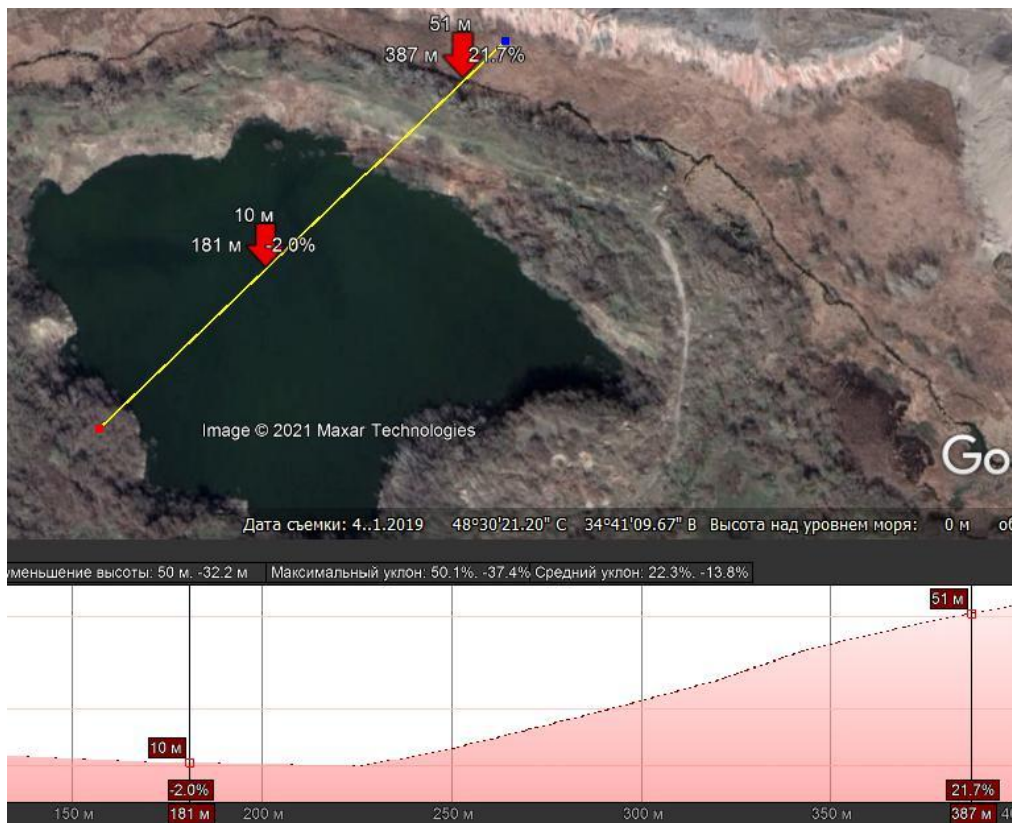 51 м
387 м 21.7%
10 м
181 м -2.0%
Image © 2021 Maxar Technologies
Дата съемки: 4..1.2019 48°30'21.20" С 34°41'09.67" В Высота над уровнем моря: 0 м
уменьшение высоты: 50 м. -32.2 м Максимальный уклон: 50.1%. -37.4% Средний уклон: 22.3%. -13.8%
51 м
10 м
-2.0% 21.7%
150 м 181 м 200 м 250 м 300 м 350 м 387 м